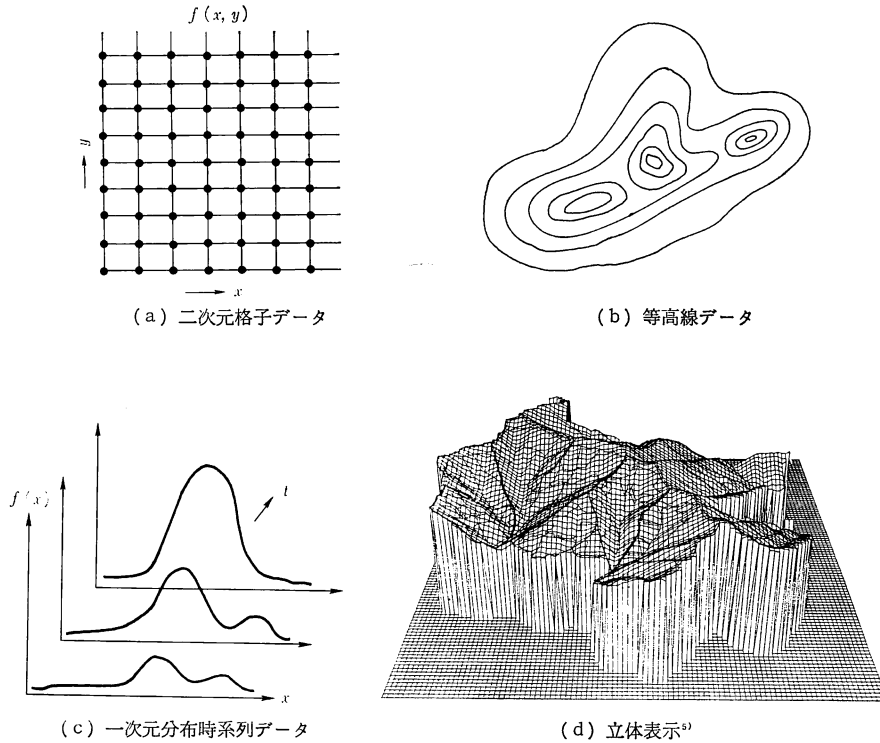 f(x, y)
y
x
(a) 二次元格子データ
(b) 等高線データ
f(x)
t
x
(c) 一次元分布時系列データ
(d) 立体表示⁵⁾